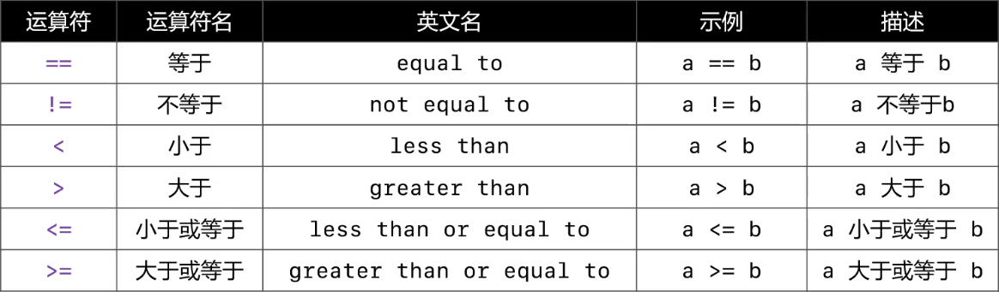 运算符 运算符名 英文名 示例 描述
== 等于 equal to a == b a 等于 b
!= 不等于 not equal to a != b a 不等于b
< 小于 less than a < b a 小于 b
> 大于 greater than a > b a 大于 b
<= 小于或等于 less than or equal to a <= b a 小于或等于 b
>= 大于或等于 greater than or equal to a >= b a 大于或等于 b